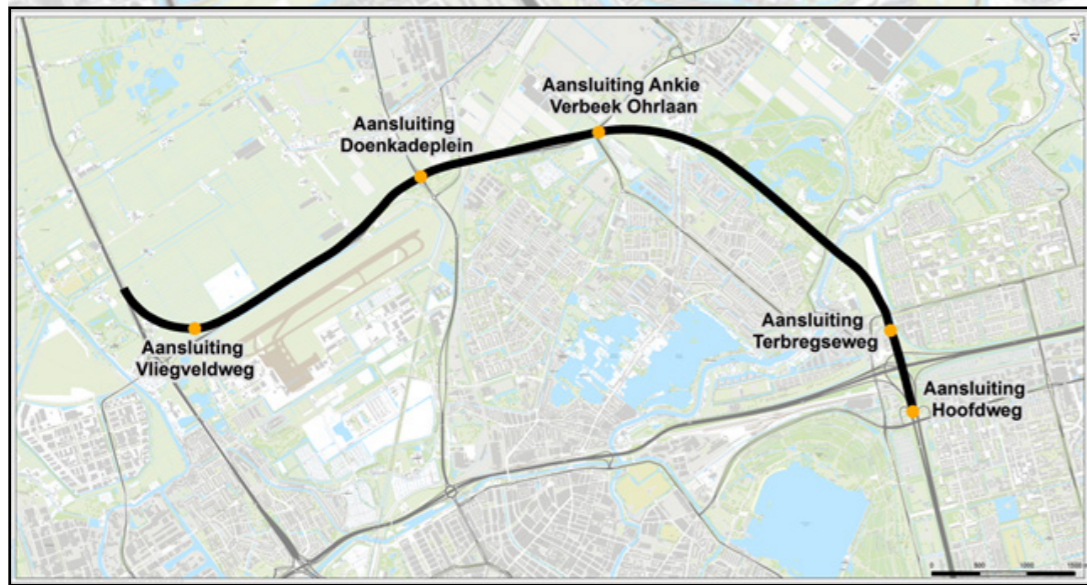 Aansluiting Ankie
Verbeek Ohrlaan
Aansluiting
Doenkadeplein
Aansluiting
Vliegveldweg
Aansluiting
Terbregseweg
Aansluiting
Hoofdweg